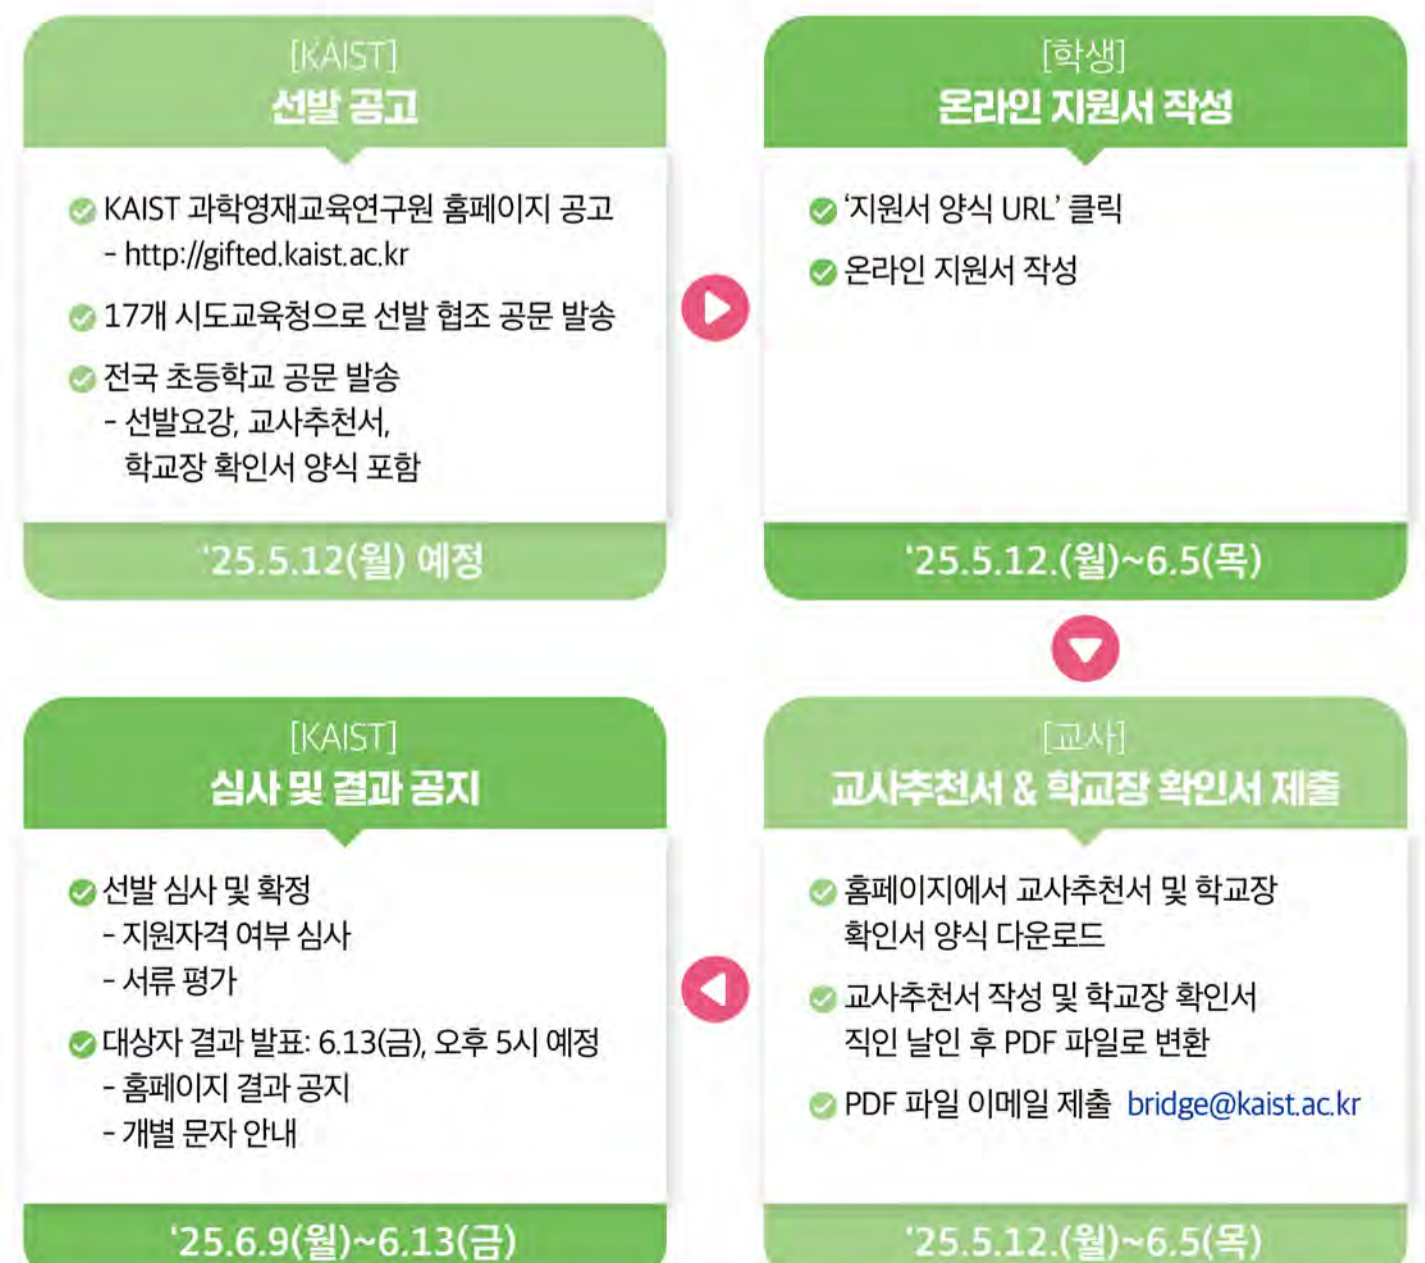 [KAIST]
선발 공고
KAIST 과학영재교육연구원 홈페이지 공고
- http://gifted.kaist.ac.kr
17개 시도교육청으로 선발 협조 공문 발송
전국 초등학교 공문 발송
- 선발요강, 교사추천서,
학교장 확인서 양식 포함
‘25.5.12(월) 예정
[학생]
온라인 지원서 작성
‘지원서 양식 URL’ 클릭
온라인 지원서 작성
‘25.5.12.(월)~6.5(목)
[교사]
교사추천서 & 학교장 확인서 제출
홈페이지에서 교사추천서 및 학교장
확인서 양식 다운로드
교사추천서 작성 및 학교장 확인서
직인 날인 후 PDF 파일로 변환
PDF 파일 이메일 제출 bridge@kaist.ac.kr
‘25.5.12.(월)~6.5(목)
[KAIST]
심사 및 결과 공지
선발 심사 및 확정
- 지원자격 여부 심사
- 서류 평가
대상자 결과 발표: 6.13(금), 오후 5시 예정
- 홈페이지 결과 공지
- 개별 문자 안내
‘25.6.9(월)~6.13(금)